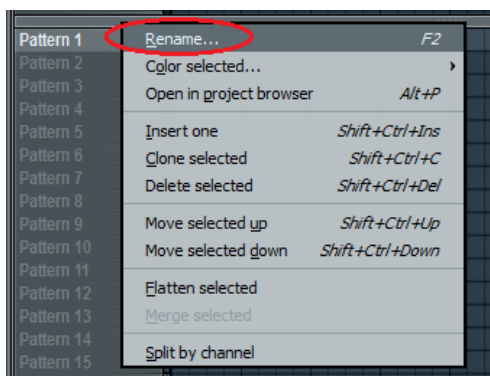 Pattern 1
Pattern 2
Pattern 3
Pattern 4
Pattern 5
Pattern 6
Pattern 7
Pattern 8
Pattern 9
Pattern 10
Pattern 11
Pattern 12
Pattern 13
Pattern 14
Pattern 15
Rename... F2
Color selected...
Open in project browser Alt+P
Insert one Shift+Ctrl+Ins
Clone selected Shift+Ctrl+C
Delete selected Shift+Ctrl+Del
Move selected up Shift+Ctrl+Up
Move selected down Shift+Ctrl+Down
Flatten selected
Merge selected
Split by channel